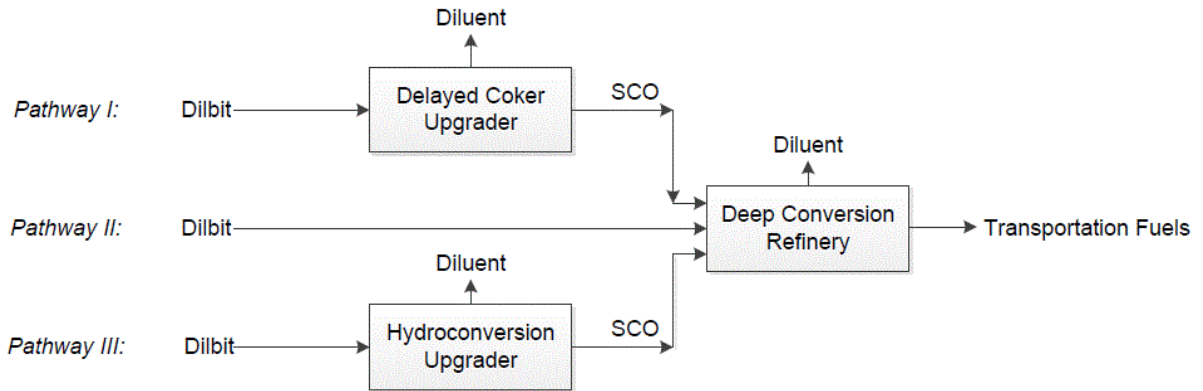 Diluent
Pathway I:
Dilbit
Delayed Coker
Upgrader
SCO
Diluent
Pathway II:
Dilbit
Deep Conversion
Refinery
Transportation Fuels
Diluent
Pathway III:
Dilbit
Hydroconversion
Upgrader
SCO